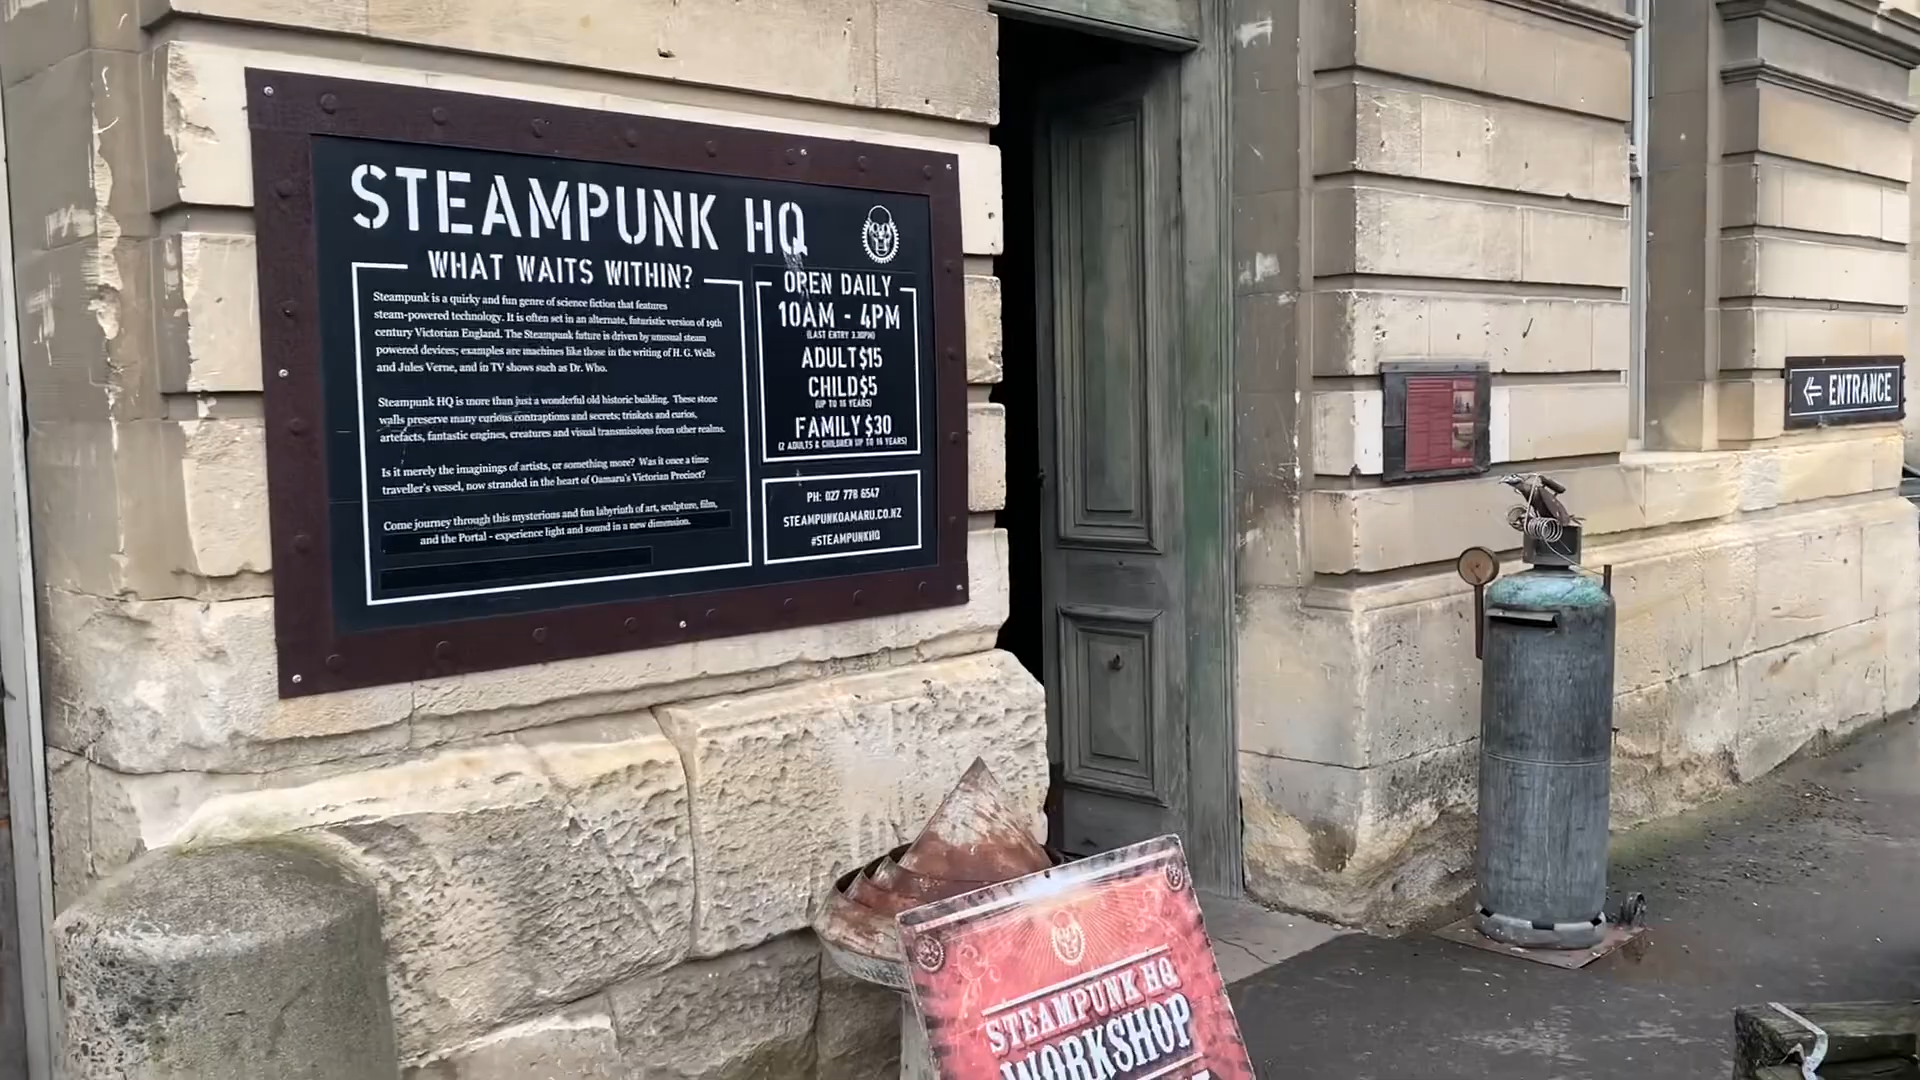 STEAMPUNK HQ
WHAT WAITS WITHIN?
Steampunk is a quirky and fun genre of science fiction that features
steam-powered technology. It is often set in an alternate, futuristic version of 19th
century Victorian England. The Steampunk future is driven by unusual steam
powered devices; examples are machines like those in the writing of H. G. Wells
and Jules Verne, and in TV shows such as Dr. Who.
Steampunk HQ is more than just a wonderful old historic building. These stone
walls preserve many curious contraptions and secrets; trinkets and curios,
artefacts, fantastic engines, creatures and visual transmissions from other realms.
Is it merely the imaginings of artists, or something more? Was it once a time
traveller's vessel, now stranded in the heart of Oamaru's Victorian Precinct?
Come journey through this mysterious and fun labyrinth of art, sculpture, film,
and the Portal - experience light and sound in a new dimension.
OPEN DAILY
10AM - 4PM
(LAST ENTRY 3.30PM)
ADULT $15
CHILD $5
(UP TO 16 YEARS)
FAMILY $30
(2 ADULTS & CHILDREN UP TO 16 YEARS)
PH: 027 778 6547
STEAMPUNKOAMARU.CO.NZ
#STEAMPUNKHQ
ENTRANCE
STEAMPUNK HQ
WORKSHOP